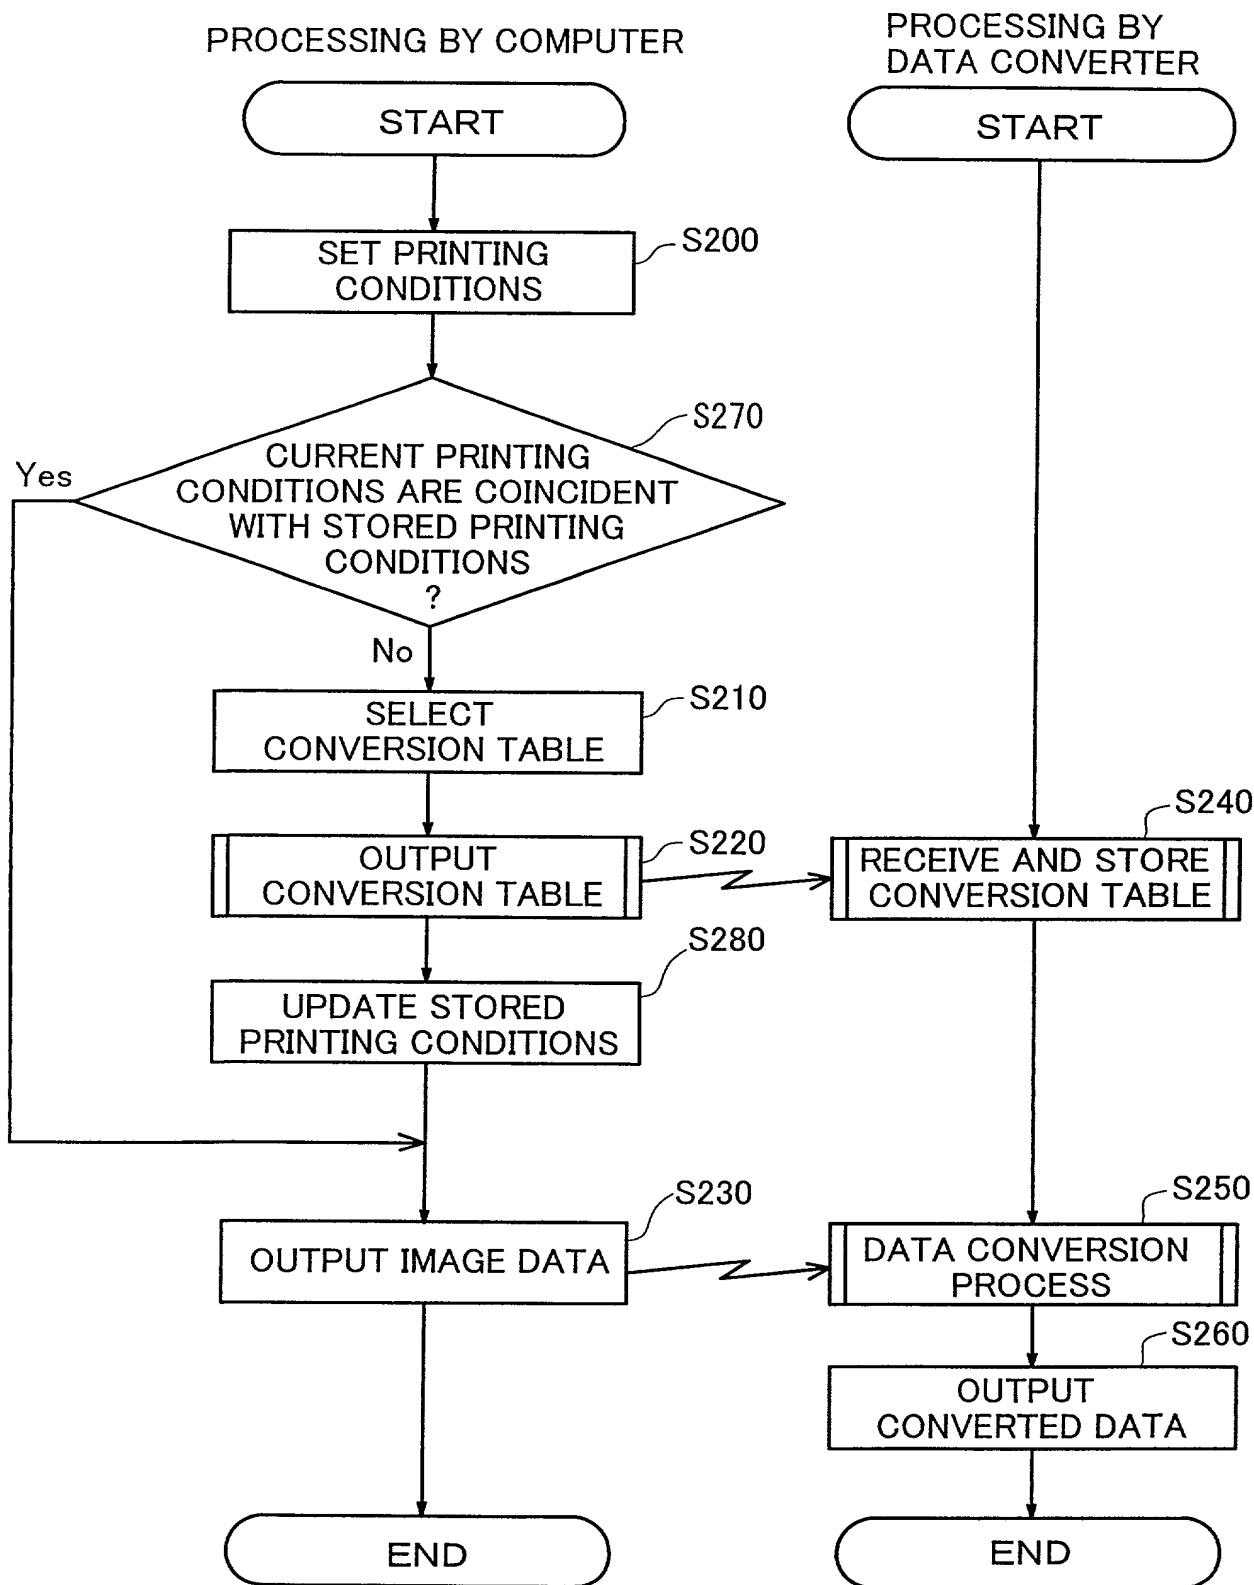 PROCESSING BY COMPUTER
START
SET PRINTING
CONDITIONS
S200
CURRENT PRINTING
CONDITIONS ARE COINCIDENT
WITH STORED PRINTING
CONDITIONS
?
S270
Yes
No
SELECT
CONVERSION TABLE
S210
OUTPUT
CONVERSION TABLE
S220
UPDATE STORED
PRINTING CONDITIONS
S280
OUTPUT IMAGE DATA
S230
END
PROCESSING BY
DATA CONVERTER
START
RECEIVE AND STORE
CONVERSION TABLE
S240
DATA CONVERSION
PROCESS
S250
OUTPUT
CONVERTED DATA
S260
END